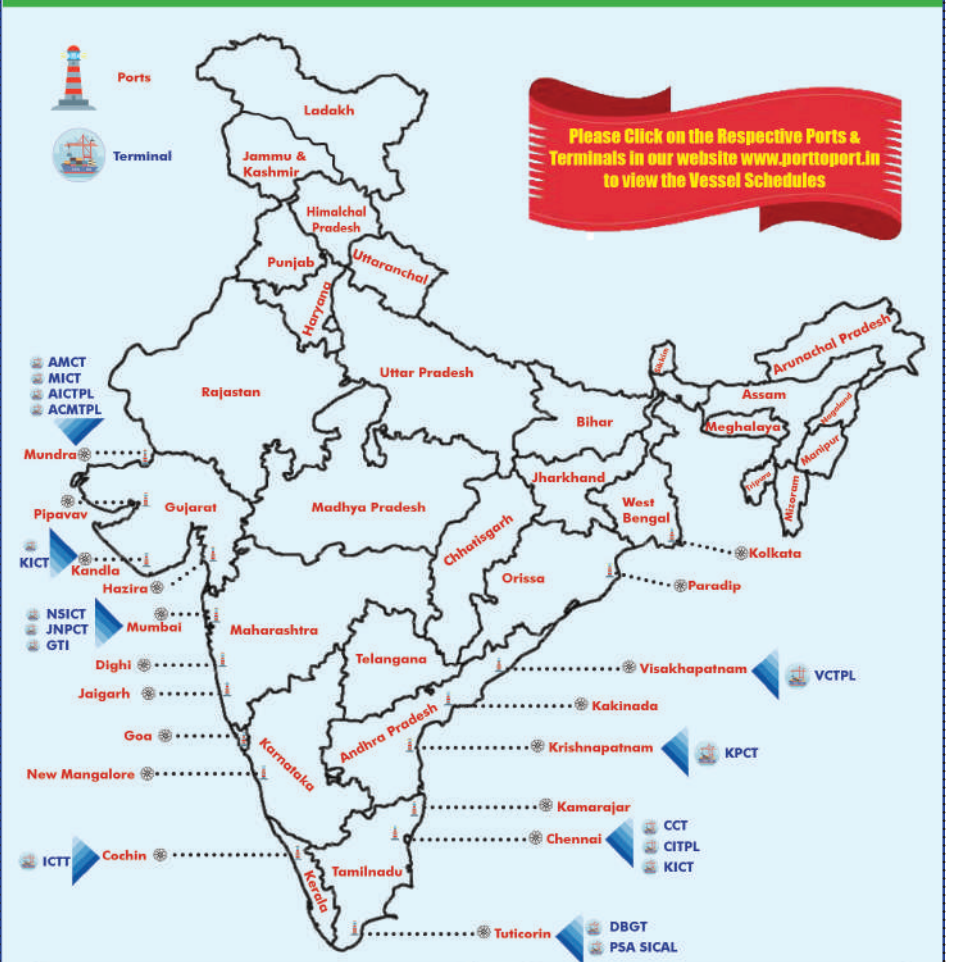 Ports
Terminal
Please Click on the Respective Ports &
Terminals in our website www.porttoport.in
to view the Vessel Schedules
Ladakh
Jammu &
Kashmir
Himalchal
Pradesh
Punjab
Uttaranchal
Haryana
Rajastan
Uttar Pradesh
Sikkim
Arunachal Pradesh
Assam
Nagaland
Meghalaya
Manipur
Tripura
Mizoram
Bihar
Jharkhand
West
Bengal
Gujarat
Madhya Pradesh
Chhatisgarh
Orissa
Maharashtra
Telangana
Andhra Pradesh
Karnataka
Tamilnadu
Kerala
AMCT
MICT
AICTPL
ACMTPL
Mundra
Pipavav
KICT
Kandla
Hazira
NSICT
JNPCT
GTI
Mumbai
Dighi
Jaigarh
Goa
New Mangalore
ICTT
Cochin
Kolkata
Paradip
Visakhapatnam
VCTPL
Kakinada
Krishnapatnam
KPCT
Kamarajar
Chennai
CCT
CITPL
KICT
Tuticorin
DBGT
PSA SICAL